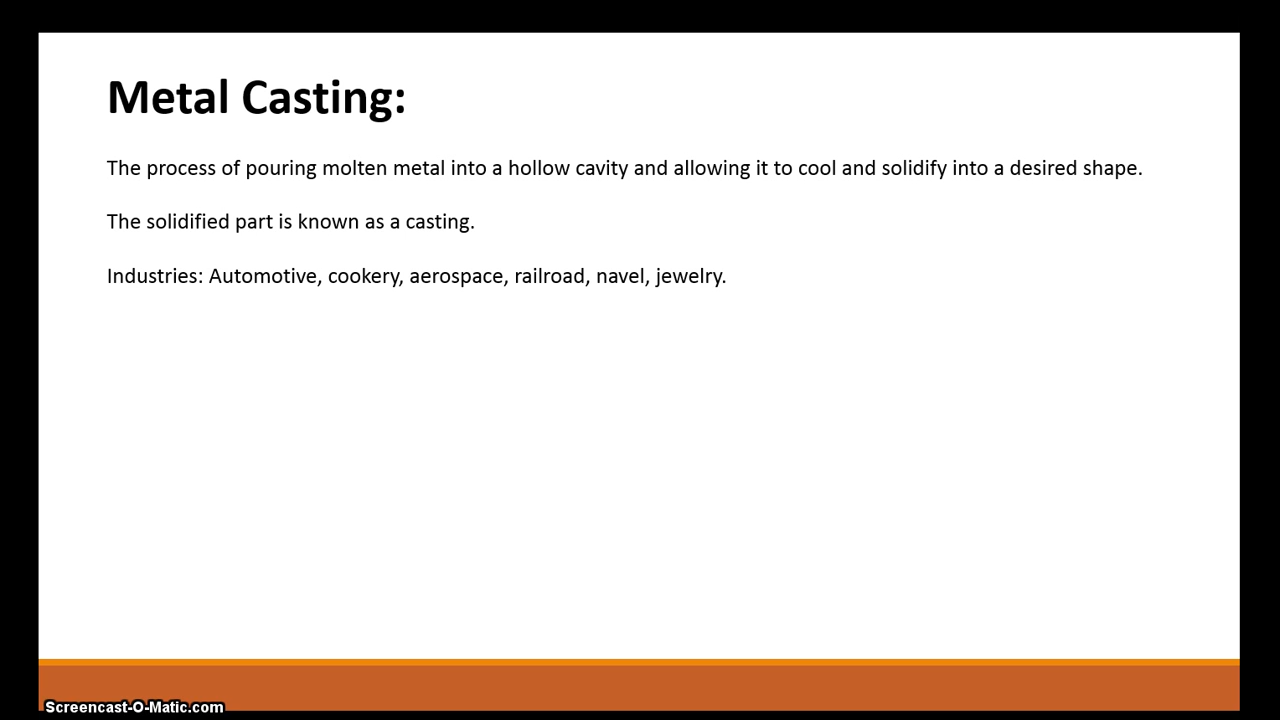 Metal Casting:
The process of pouring molten metal into a hollow cavity and allowing it to cool and solidify into a desired shape.
The solidified part is known as a casting.
Industries: Automotive, cookery, aerospace, railroad, navel, jewelry.
Screencast-O-Matic.com